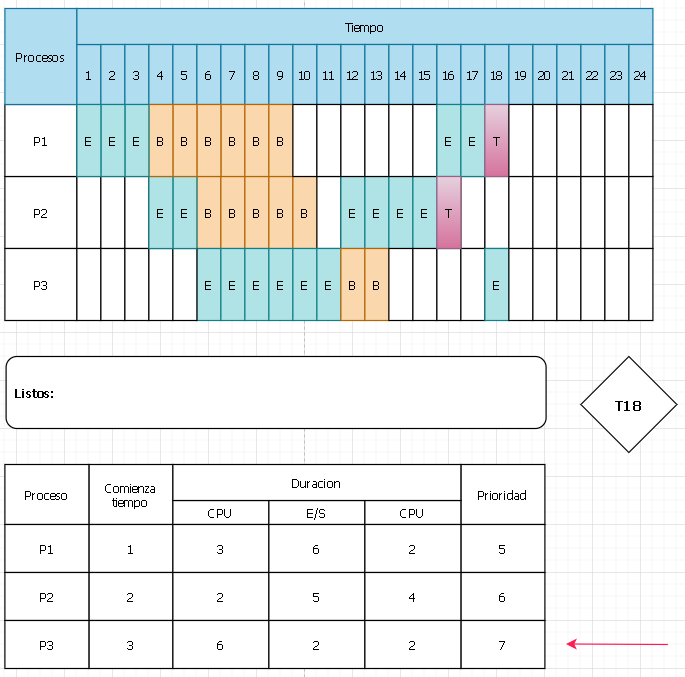 Procesos Tiempo
1 2 3 4 5 6 7 8 9 10 11 12 13 14 15 16 17 18 19 20 21 22 23 24
P1 E E E B B B B B B E E T
P2 E E B B B B B E E E E T
P3 E E E E E E B B E
Listos:
T18
Proceso Comienza tiempo Duracion Prioridad
CPU E/S CPU
P1 1 3 6 2 5
P2 2 2 5 4 6
P3 3 6 2 2 7